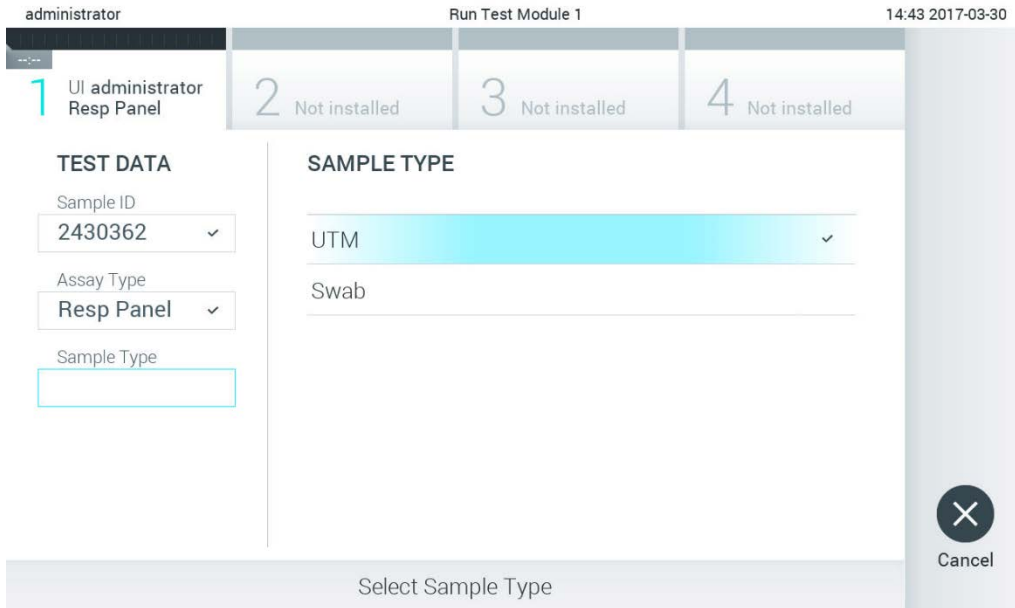 administrator
Run Test Module 1
14:43 2017-03-30
--:--
1 UI administrator
Resp Panel
2 Not installed
3 Not installed
4 Not installed
TEST DATA
Sample ID
2430362
Assay Type
Resp Panel
Sample Type
SAMPLE TYPE
UTM
Swab
Cancel
Select Sample Type